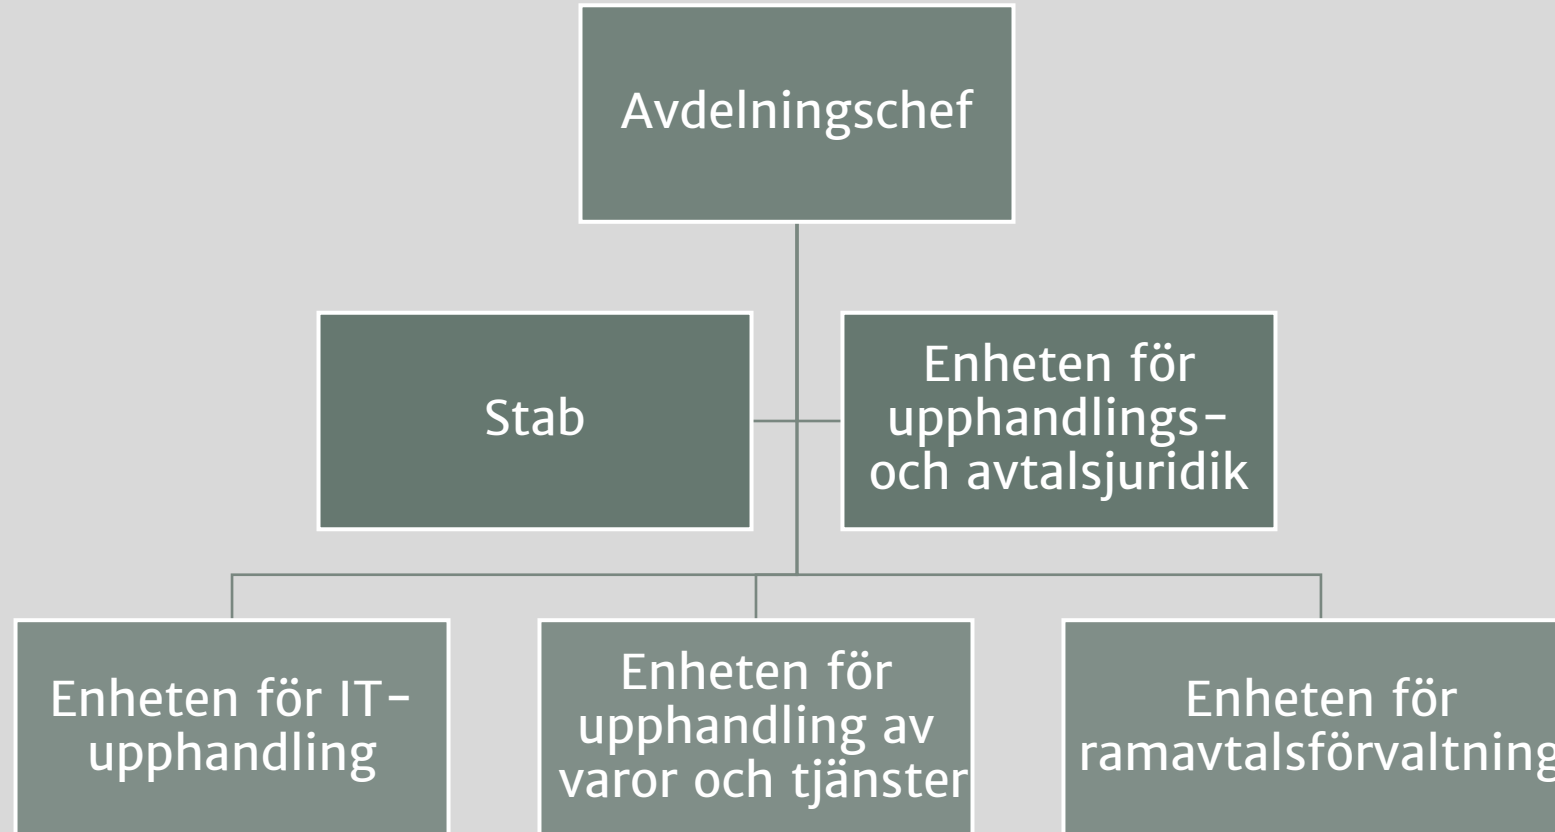 Avdelningschef
Stab
Enheten för
upphandlings-
och avtalsjuridik
Enheten för IT-
upphandling
Enheten för
upphandling av
varor och tjänster
Enheten för
ramavtalsförvaltning